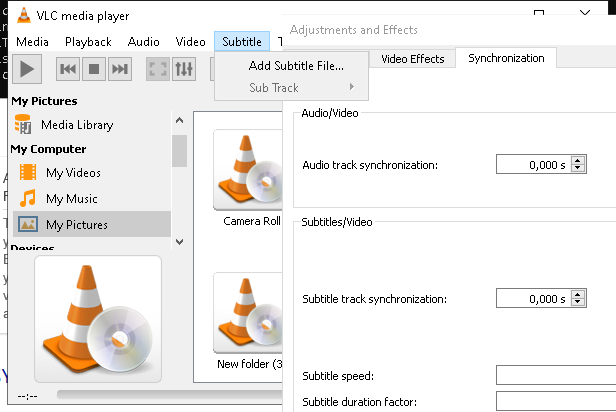 VLC media player
Media Playback Audio Video Subtitle T
Add Subtitle File...
Sub Track
My Pictures
Media Library
My Computer
My Videos
My Music
My Pictures
Devices
Camera Roll
New folder (3
--:--
Adjustments and Effects
Video Effects Synchronization
Audio/Video
Audio track synchronization: 0,000 s
Subtitles/Video
Subtitle track synchronization: 0,000 s
Subtitle speed:
Subtitle duration factor: